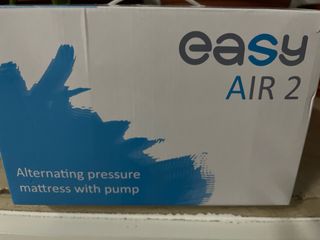 easy
AIR 2
Alternating pressure
mattress with pump